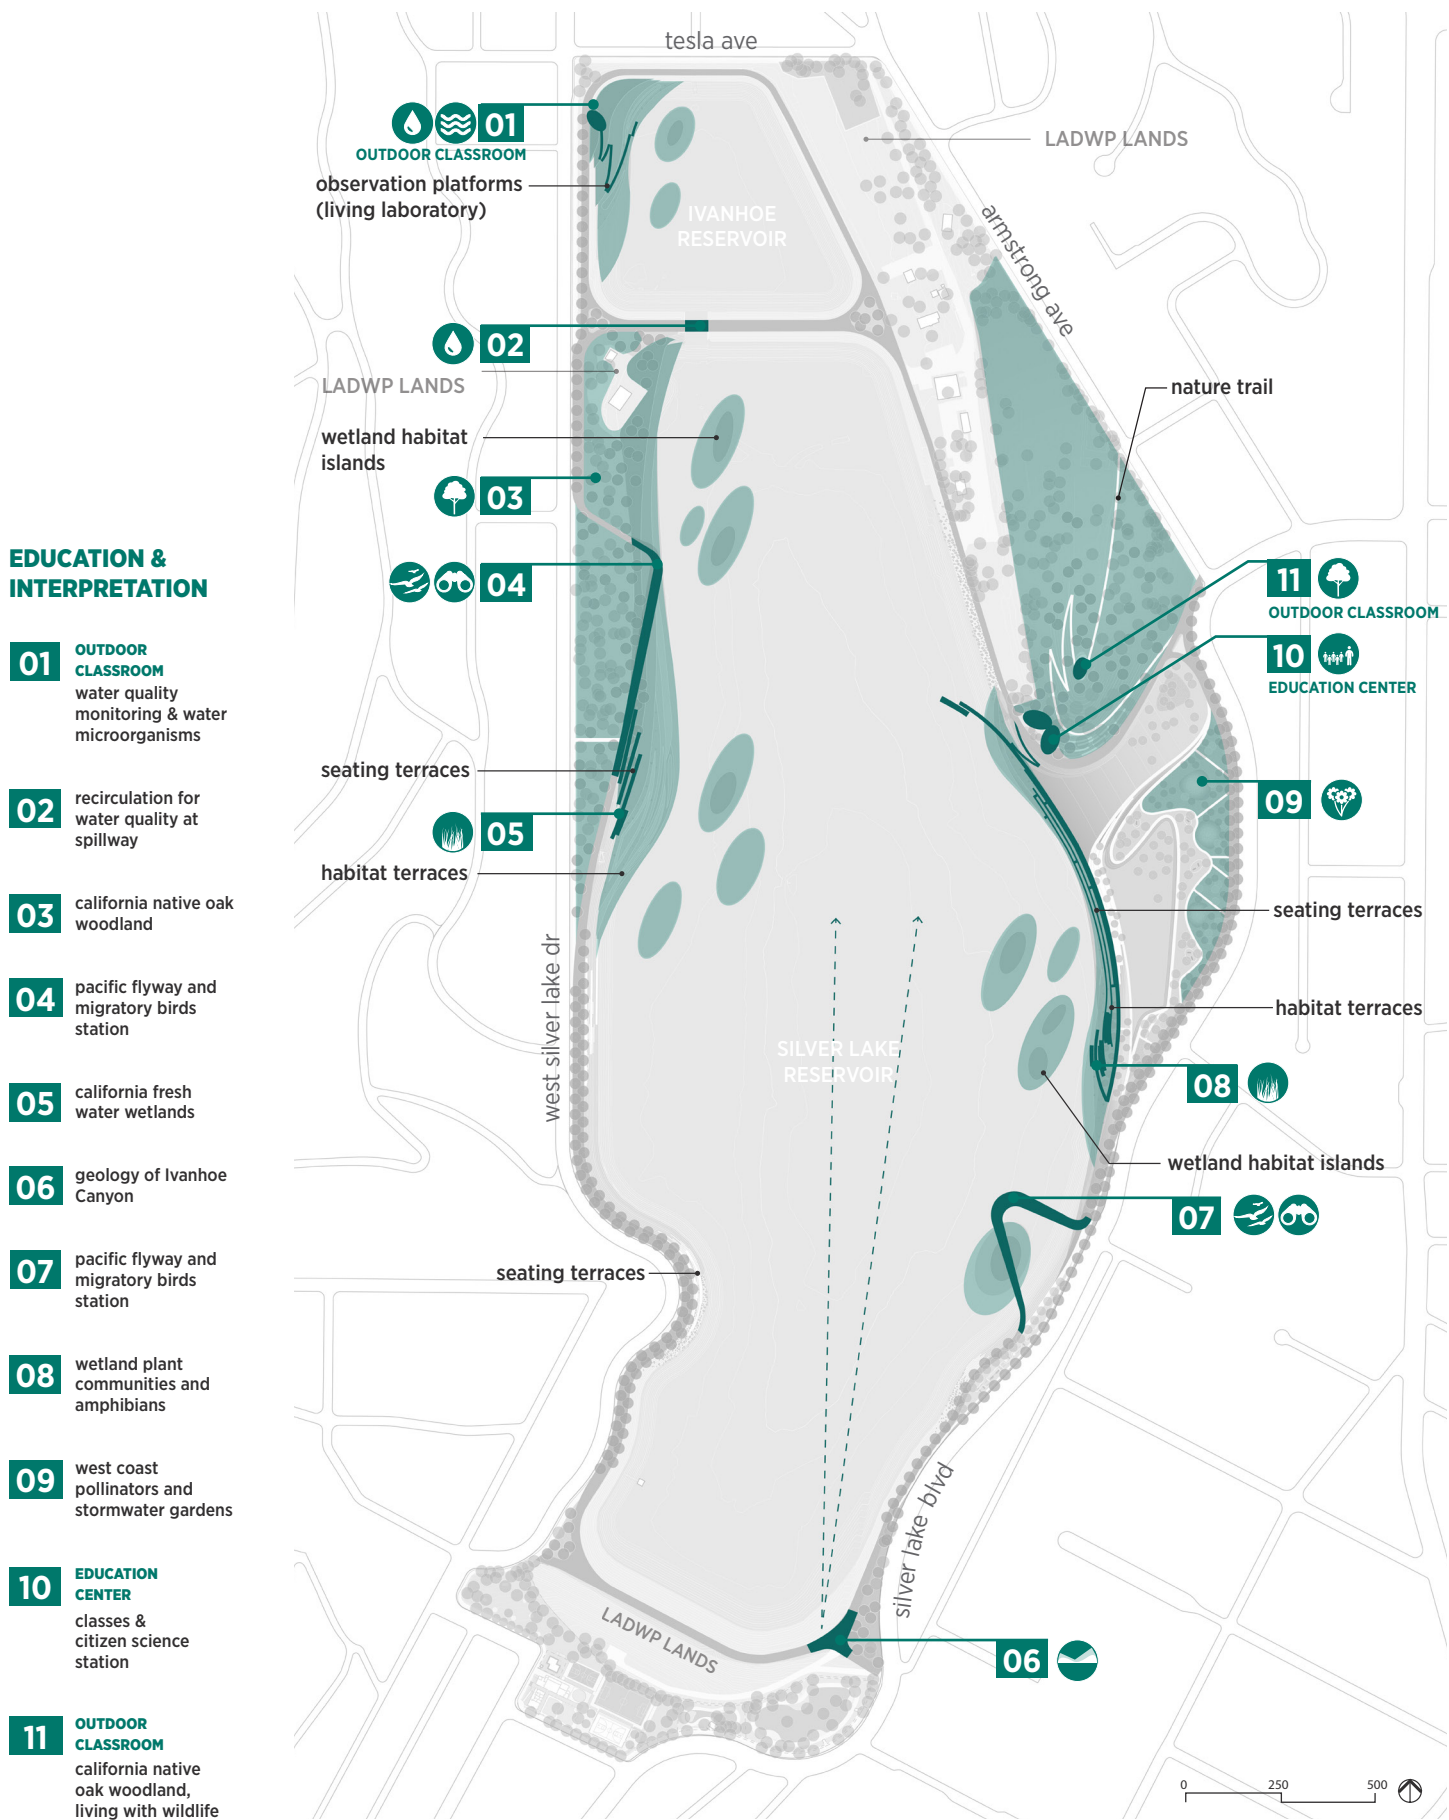 EDUCATION &
INTERPRETATION
01
OUTDOOR
CLASSROOM
water quality
monitoring & water
microorganisms
02
recirculation for
water quality at
spillway
03
california native oak
woodland
04
pacific flyway and
migratory birds
station
05
california fresh
water wetlands
06
geology of Ivanhoe
Canyon
07
pacific flyway and
migratory birds
station
08
wetland plant
communities and
amphibians
09
west coast
pollinators and
stormwater gardens
10
EDUCATION
CENTER
classes &
citizen science
station
11
OUTDOOR
CLASSROOM
california native
oak woodland,
living with wildlife
tesla ave
01
OUTDOOR CLASSROOM
observation platforms
(living laboratory)
LADWP LANDS
IVANHOE
RESERVOIR
armstrong ave
02
LADWP LANDS
nature trail
wetland habitat
islands
03
04
11
OUTDOOR CLASSROOM
10
EDUCATION CENTER
seating terraces
09
05
habitat terraces
seating terraces
west silver lake dr
habitat terraces
SILVER LAKE
RESERVOIR
08
wetland habitat islands
07
seating terraces
silver lake blvd
LADWP LANDS
06
0 250 500